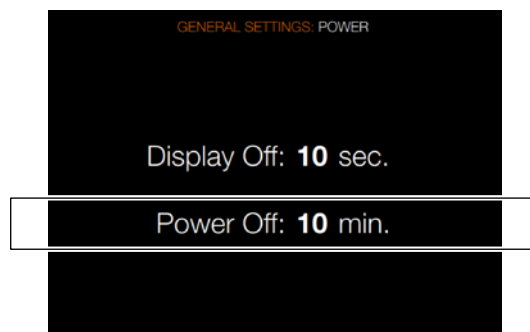 GENERAL SETTINGS: POWER
Display Off: 10 sec.
Power Off: 10 min.